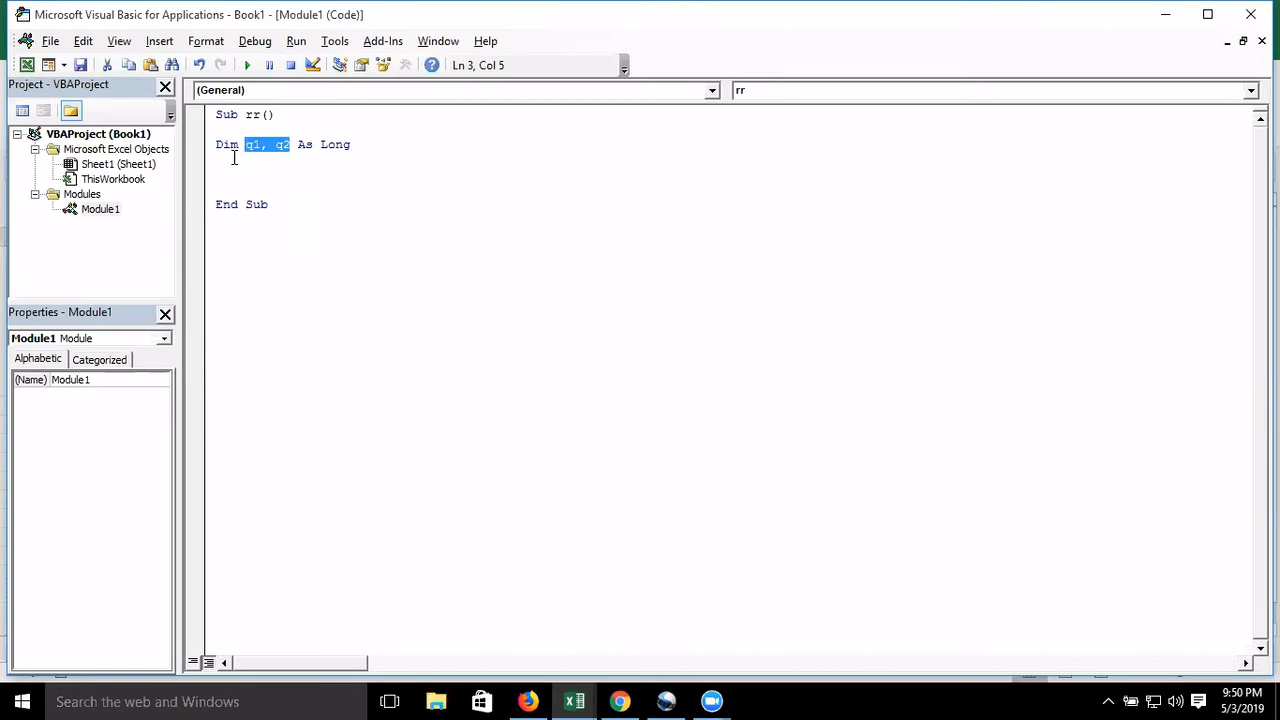 Microsoft Visual Basic for Applications - Book1 - [Module1 (Code)]
File Edit View Insert Format Debug Run Tools Add-Ins Window Help
Ln 3, Col 5
Project - VBAProject
(General)
rr
VBAProject (Book1)
Microsoft Excel Objects
Sheet1 (Sheet1)
ThisWorkbook
Modules
Module1
Sub rr()
Dim q1, q2 As Long
End Sub
Properties - Module1
Module1 Module
Alphabetic Categorized
(Name) Module1
Search the web and Windows
9:50 PM
5/3/2019